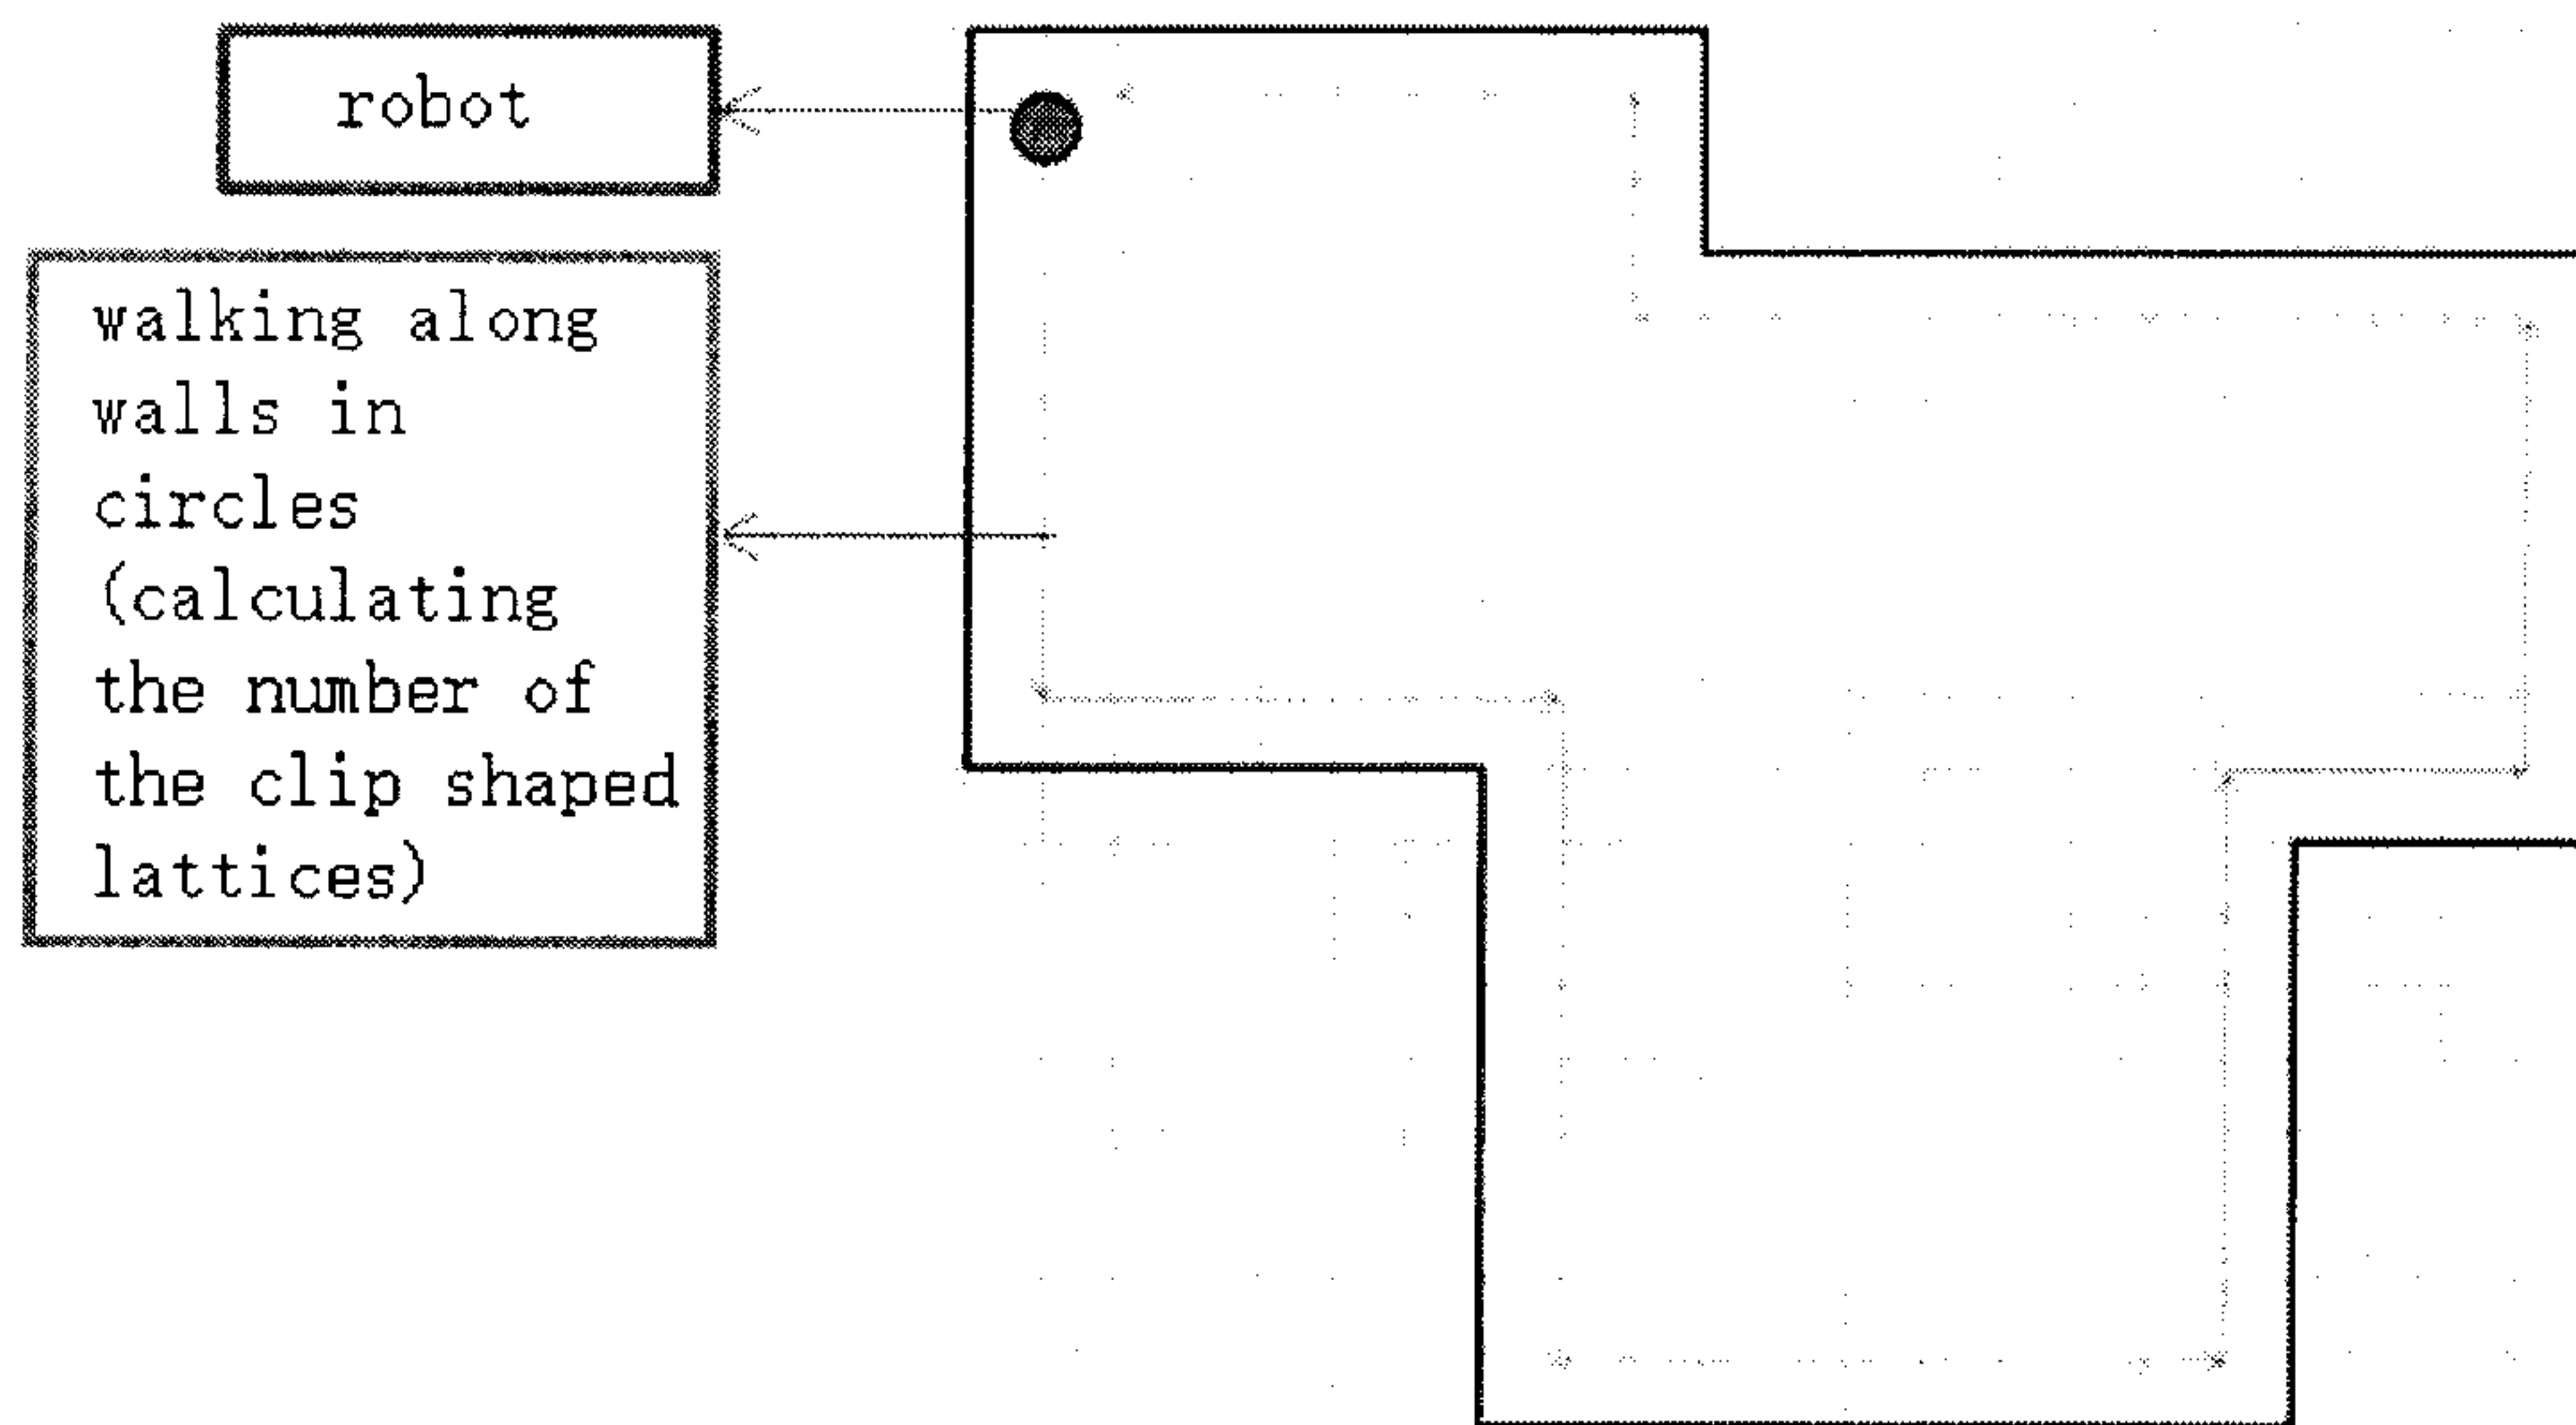 robot
walking along
walls in
circles
(calculating
the number of
the clip shaped
lattices)